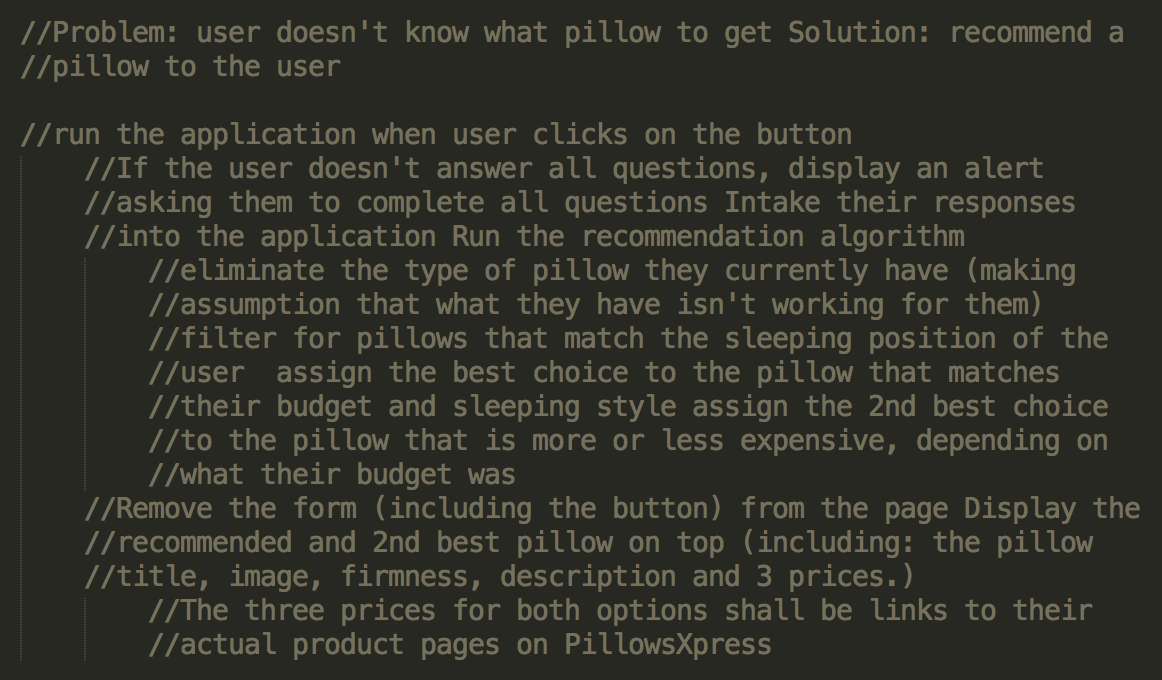 //Problem: user doesn't know what pillow to get Solution: recommend a
//pillow to the user
//run the application when user clicks on the button
//If the user doesn't answer all questions, display an alert
//asking them to complete all questions Intake their responses
//into the application Run the recommendation algorithm
//eliminate the type of pillow they currently have (making
//assumption that what they have isn't working for them)
//filter for pillows that match the sleeping position of the
//user  assign the best choice to the pillow that matches
//their budget and sleeping style assign the 2nd best choice
//to the pillow that is more or less expensive, depending on
//what their budget was
//Remove the form (including the button) from the page Display the
//recommended and 2nd best pillow on top (including: the pillow
//title, image, firmness, description and 3 prices.)
//The three prices for both options shall be links to their
//actual product pages on PillowsXpress